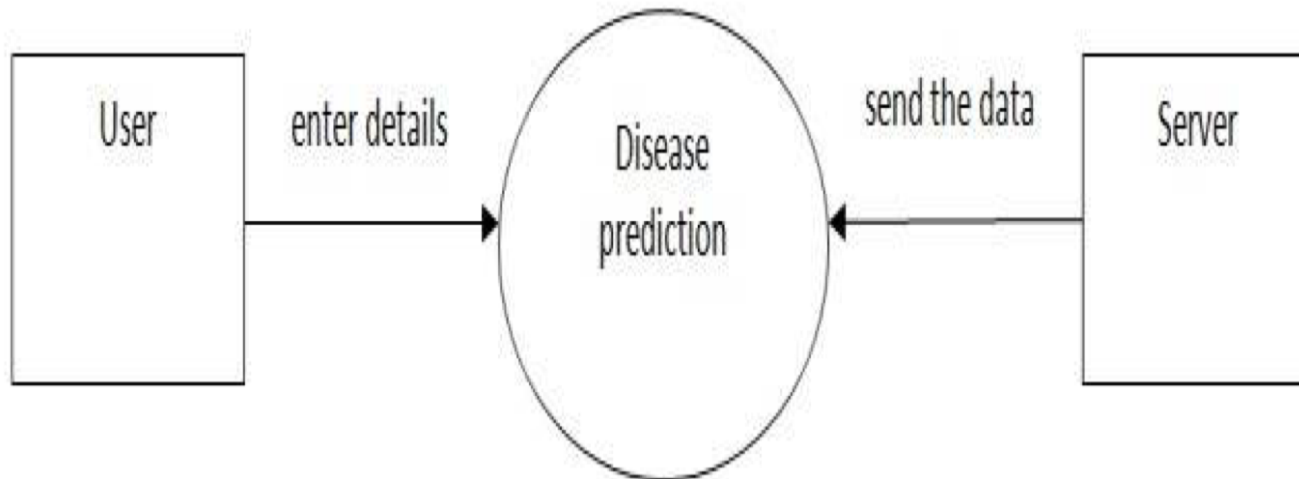 User
enter details
Disease
prediction
send the data
Server